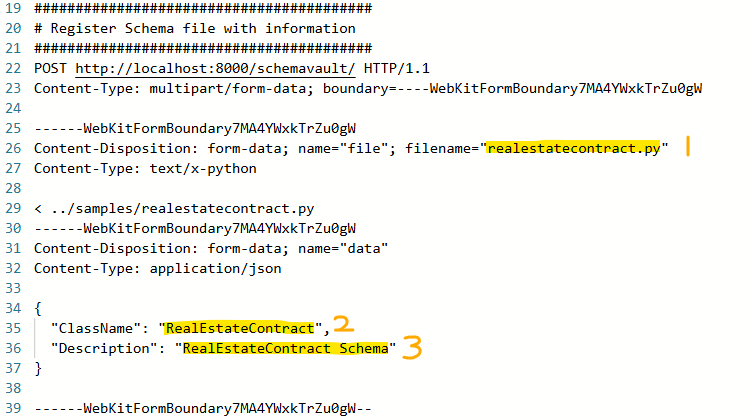 19 #########################################
20 # Register Schema file with information
21 #########################################
22 POST http://localhost:8000/schemavault/ HTTP/1.1
23 Content-Type: multipart/form-data; boundary=----WebKitFormBoundary7MA4YWxkTrZu0gW
24
25 ------WebKitFormBoundary7MA4YWxkTrZu0gW
26 Content-Disposition: form-data; name="file"; filename="realestatecontract.py" 1
27 Content-Type: text/x-python
28
29 < ../samples/realestatecontract.py
30 ------WebKitFormBoundary7MA4YWxkTrZu0gW
31 Content-Disposition: form-data; name="data"
32 Content-Type: application/json
33
34 {
35   "ClassName": "RealEstateContract", 2
36   "Description": "RealEstateContract Schema" 3
37 }
38
39 ------WebKitFormBoundary7MA4YWxkTrZu0gW--